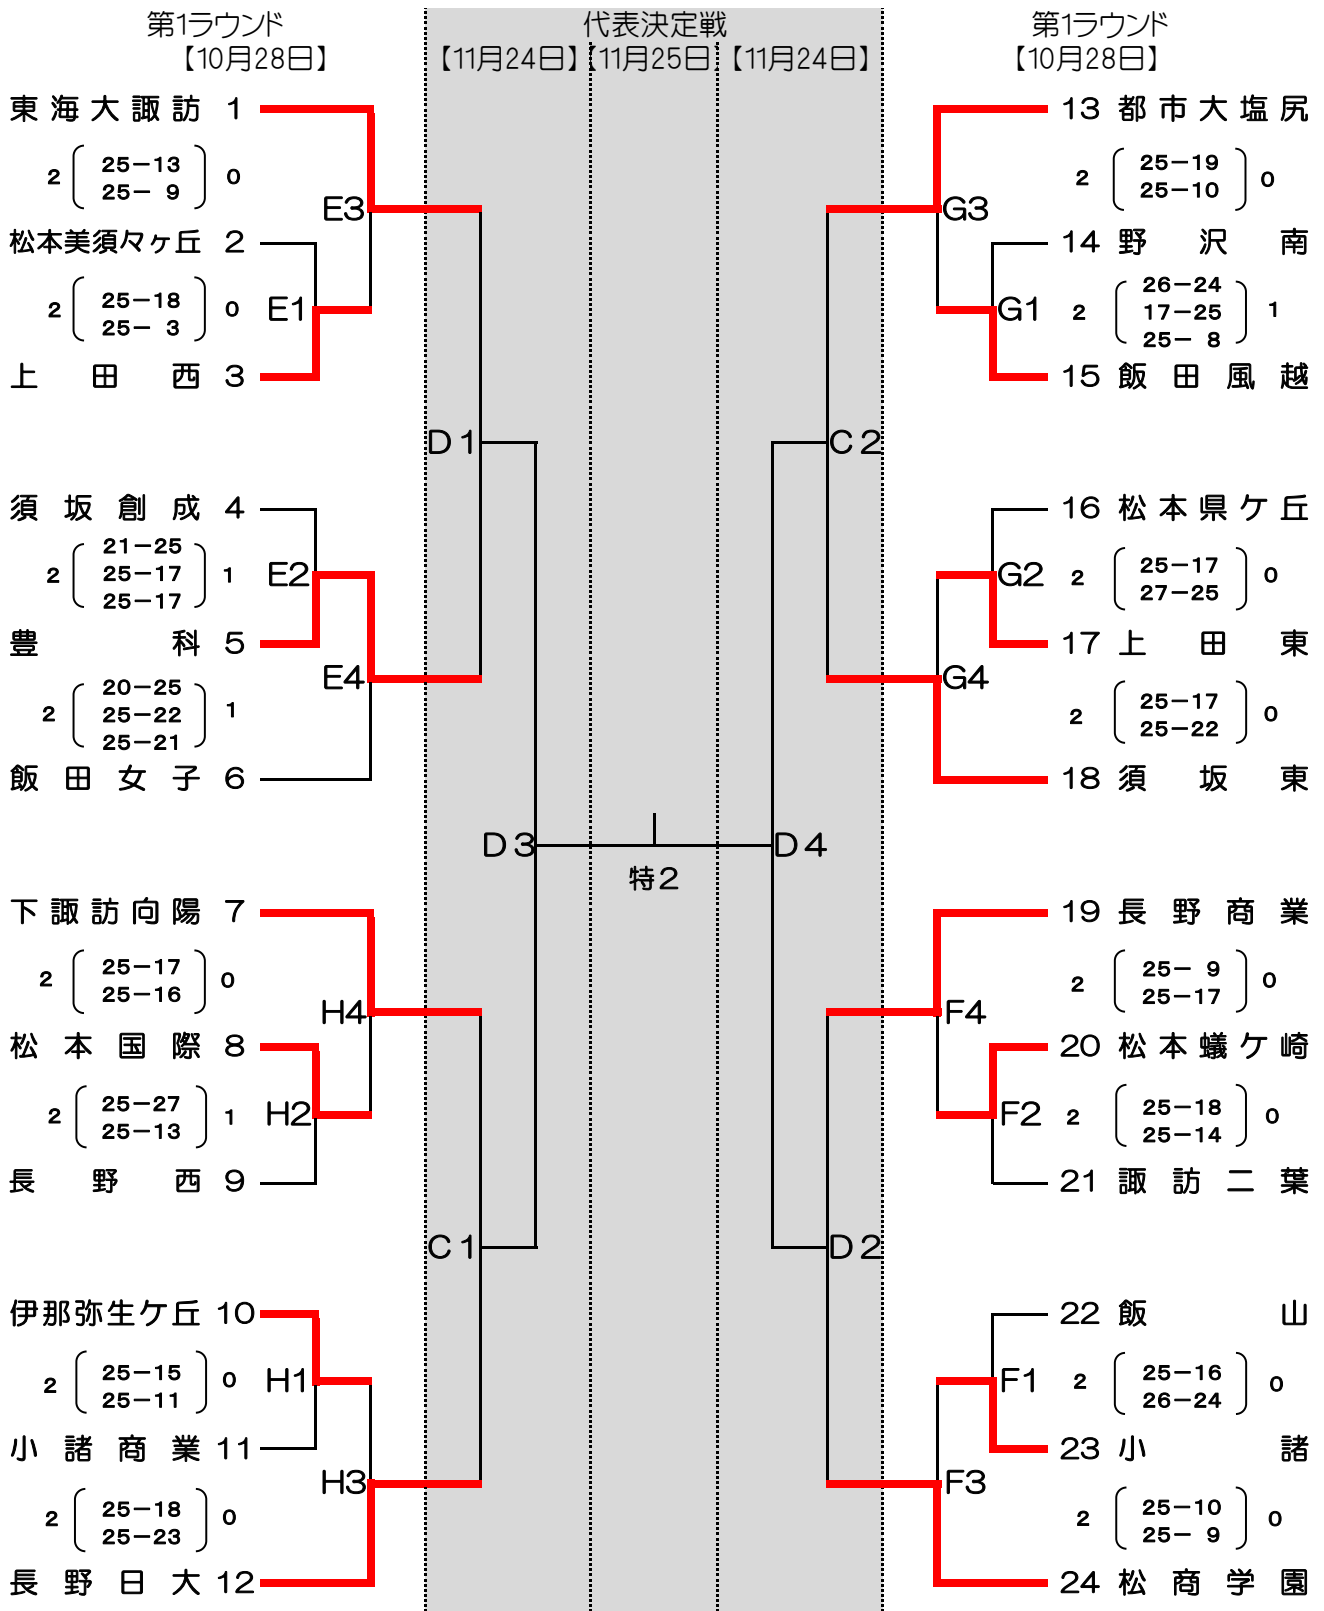 第1ラウンド
【10月28日】
代表決定戦
【11月24日】
【11月25日】
【11月24日】
第1ラウンド
【10月28日】
東海大諏訪 1
2 25－13 0
25－ 9
E3
松本美須々ヶ丘 2
2 25－18 0
25－ 3
E1
上田西 3
D1
須坂創成 4
21－25
2 25－17 1
25－17
E2
豊科 5
E4
20－25
2 25－22 1
25－21
飯田女子 6
D3
特2
D4
下諏訪向陽 7
2 25－17 0
25－16
H4
松本国際 8
2 25－27 1
25－13
H2
長野西 9
C1
伊那弥生ケ丘 10
2 25－15 0
25－11
H1
小諸商業 11
H3
2 25－18 0
25－23
長野日大 12
13 都市大塩尻
2 25－19 0
25－10
G3
14 野沢南
26－24
2 17－25 1
25－ 8
G1
15 飯田風越
C2
16 松本県ケ丘
2 25－17 0
27－25
G2
17 上田東
G4
2 25－17 0
25－22
18 須坂東
19 長野商業
2 25－ 9 0
25－17
F4
20 松本蟻ケ崎
2 25－18 0
25－14
F2
21 諏訪二葉
D2
22 飯山
2 25－16 0
26－24
F1
23 小諸
F3
2 25－10 0
25－ 9
24 松商学園